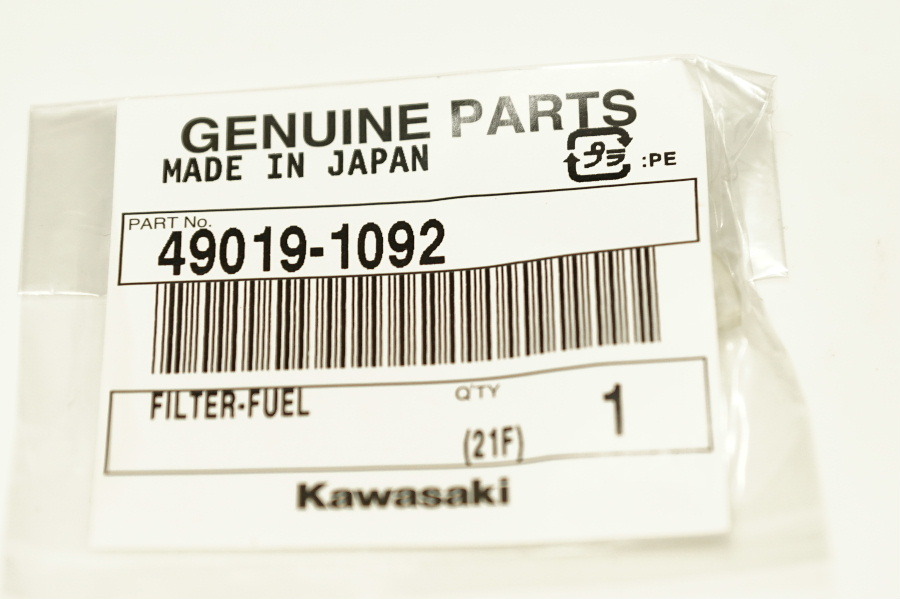 GENUINE PARTS
MADE IN JAPAN
プラ :PE
PART No.
49019-1092
FILTER-FUEL Q'TY 1
(21F)
Kawasaki